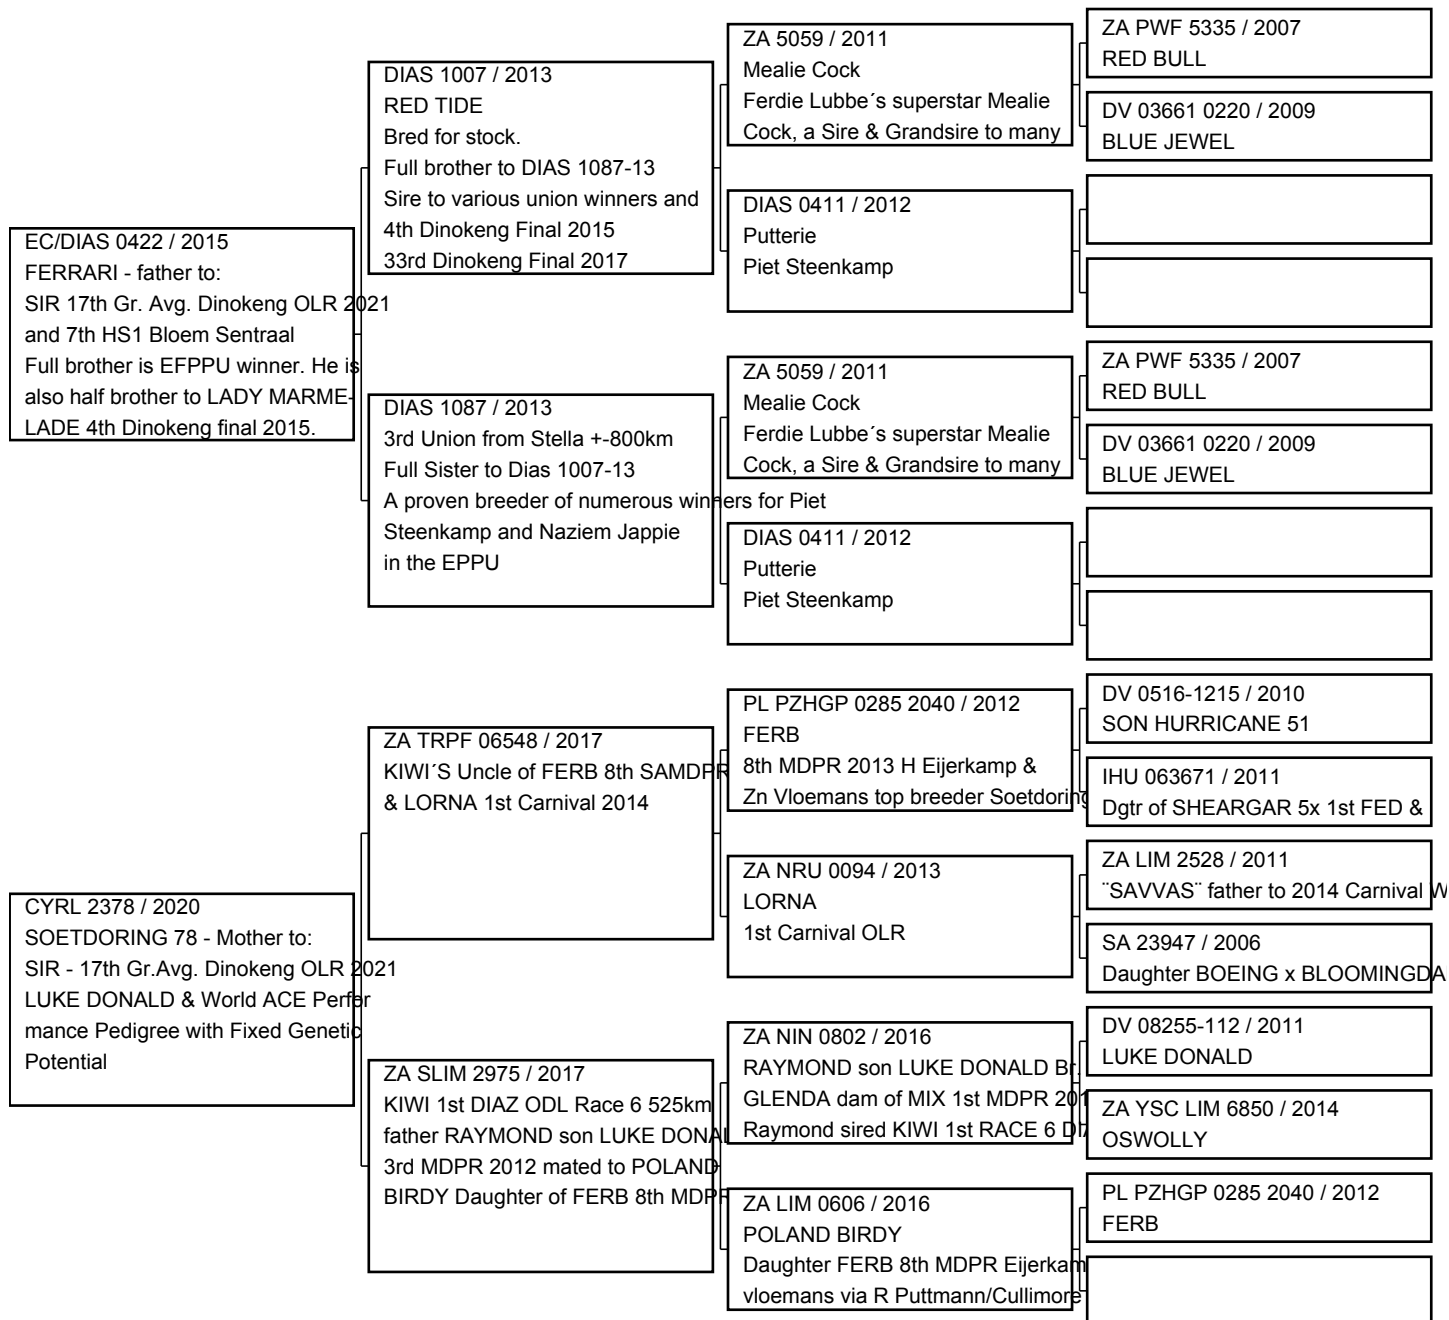 EC/DIAS 0422 / 2015
FERRARI - father to:
SIR 17th Gr. Avg. Dinokeng OLR 2021
and 7th HS1 Bloem Sentraal
Full brother is EFPPU winner. He is
also half brother to LADY MARME-
LADE 4th Dinokeng final 2015.
CYRL 2378 / 2020
SOETDORING 78 - Mother to:
SIR - 17th Gr.Avg. Dinokeng OLR 2021
LUKE DONALD & World ACE Perfor
mance Pedigree with Fixed Genetic
Potential
DIAS 1007 / 2013
RED TIDE
Bred for stock.
Full brother to DIAS 1087-13
Sire to various union winners and
4th Dinokeng Final 2015
33rd Dinokeng Final 2017
DIAS 1087 / 2013
3rd Union from Stella +-800km
Full Sister to Dias 1007-13
A proven breeder of numerous winners for Piet
Steenkamp and Naziem Jappie
in the EPPU
ZA TRPF 06548 / 2017
KIWI´S Uncle of FERB 8th SAMDPR
& LORNA 1st Carnival 2014
ZA SLIM 2975 / 2017
KIWI 1st DIAZ ODL Race 6 525km
father RAYMOND son LUKE DONAL
3rd MDPR 2012 mated to POLAND
BIRDY Daughter of FERB 8th MDPR
ZA 5059 / 2011
Mealie Cock
Ferdie Lubbe´s superstar Mealie
Cock, a Sire & Grandsire to many
DIAS 0411 / 2012
Putterie
Piet Steenkamp
ZA 5059 / 2011
Mealie Cock
Ferdie Lubbe´s superstar Mealie
Cock, a Sire & Grandsire to many
DIAS 0411 / 2012
Putterie
Piet Steenkamp
PL PZHGP 0285 2040 / 2012
FERB
8th MDPR 2013 H Eijerkamp &
Zn Vloemans top breeder Soetdoring
ZA NRU 0094 / 2013
LORNA
1st Carnival OLR
ZA NIN 0802 / 2016
RAYMOND son LUKE DONALD Br.
GLENDA dam of MIX 1st MDPR 201
Raymond sired KIWI 1st RACE 6
ZA LIM 0606 / 2016
POLAND BIRDY
Daughter FERB 8th MDPR Eijerkam
vloemans via R Puttmann/Cullimore
ZA PWF 5335 / 2007
RED BULL
DV 03661 0220 / 2009
BLUE JEWEL
ZA PWF 5335 / 2007
RED BULL
DV 03661 0220 / 2009
BLUE JEWEL
DV 0516-1215 / 2010
SON HURRICANE 51
IHU 063671 / 2011
Dgtr of SHEARGAR 5x 1st FED &
ZA LIM 2528 / 2011
¨SAVVAS¨ father to 2014 Carnival W
SA 23947 / 2006
Daughter BOEING x BLOOMINGDA
DV 08255-112 / 2011
LUKE DONALD
ZA YSC LIM 6850 / 2014
OSWOLLY
PL PZHGP 0285 2040 / 2012
FERB